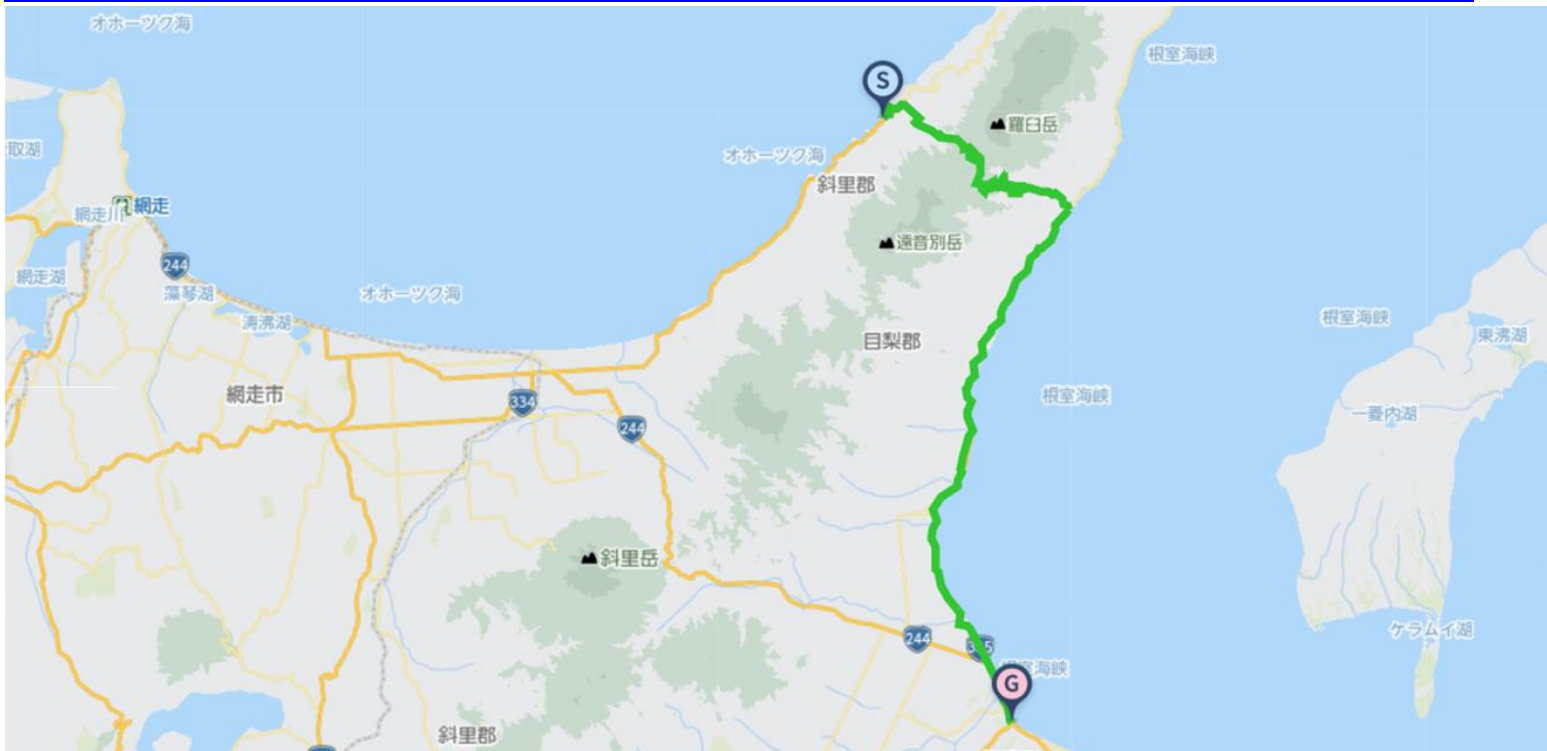 オホーツク海
根室海峡
S
羅臼岳
取湖
オホーツク海
斜里郡
網走
網走川
遠音別岳
244
網走湖
藻琴湖
オホーツク海
濤沸湖
根室海峡
東沸湖
目梨郡
網走市
334
根室海峡
一菱内湖
244
斜里岳
ケラムイ湖
244
335
根室海峡
G
斜里郡